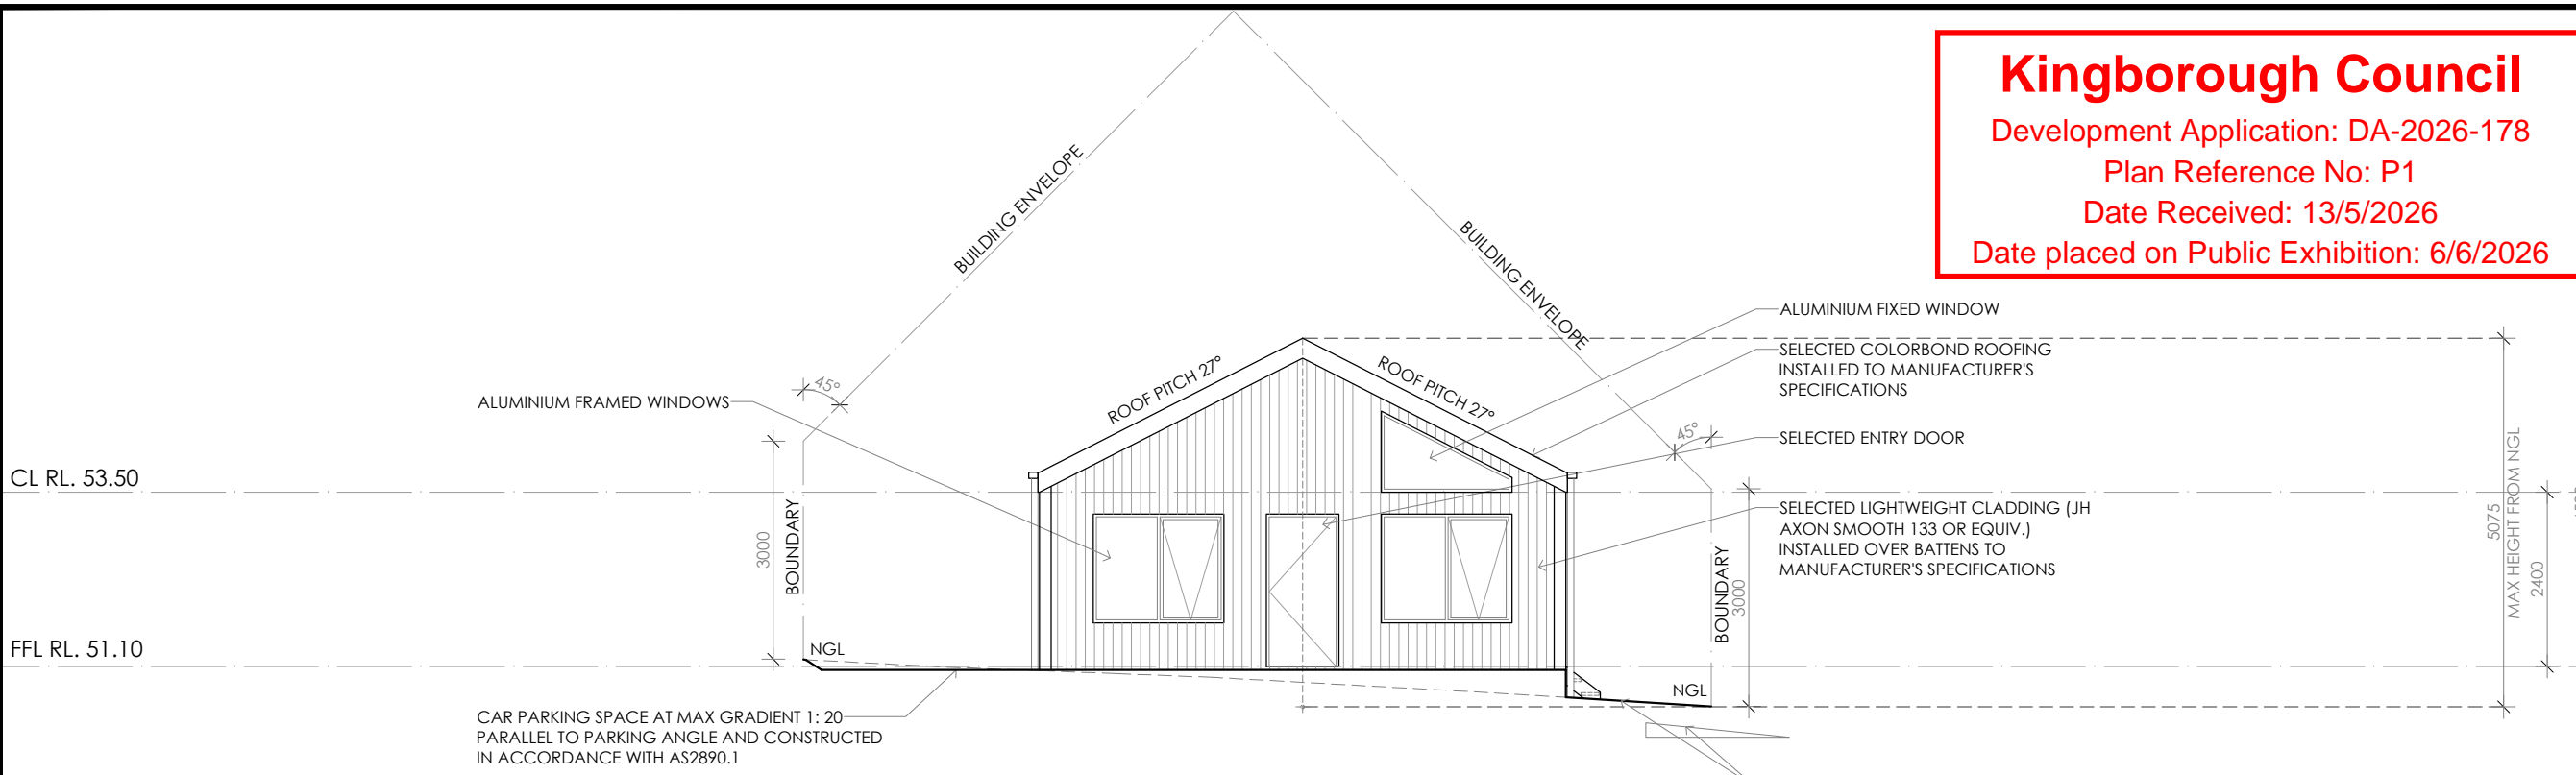 Kingborough Council
Development Application: DA-2026-178
Plan Reference No: P1
Date Received: 13/5/2026
Date placed on Public Exhibition: 6/6/2026
BUILDING ENVELOPE
BUILDING ENVELOPE
ALUMINIUM FIXED WINDOW
SELECTED COLORBOND ROOFING
INSTALLED TO MANUFACTURER'S
SPECIFICATIONS
ROOF PITCH 27°
ROOF PITCH 27°
45°
ALUMINIUM FRAMED WINDOWS
45°
SELECTED ENTRY DOOR
CL RL. 53.50
SELECTED LIGHTWEIGHT CLADDING (JH
AXON SMOOTH 133 OR EQUIV.)
INSTALLED OVER BATTENS TO
MANUFACTURER'S SPECIFICATIONS
3000
BOUNDARY
BOUNDARY
3000
5075
MAX HEIGHT FROM NGL
2400
FFL RL. 51.10
NGL
NGL
CAR PARKING SPACE AT MAX GRADIENT 1: 20
PARALLEL TO PARKING ANGLE AND CONSTRUCTED
IN ACCORDANCE WITH AS2890.1